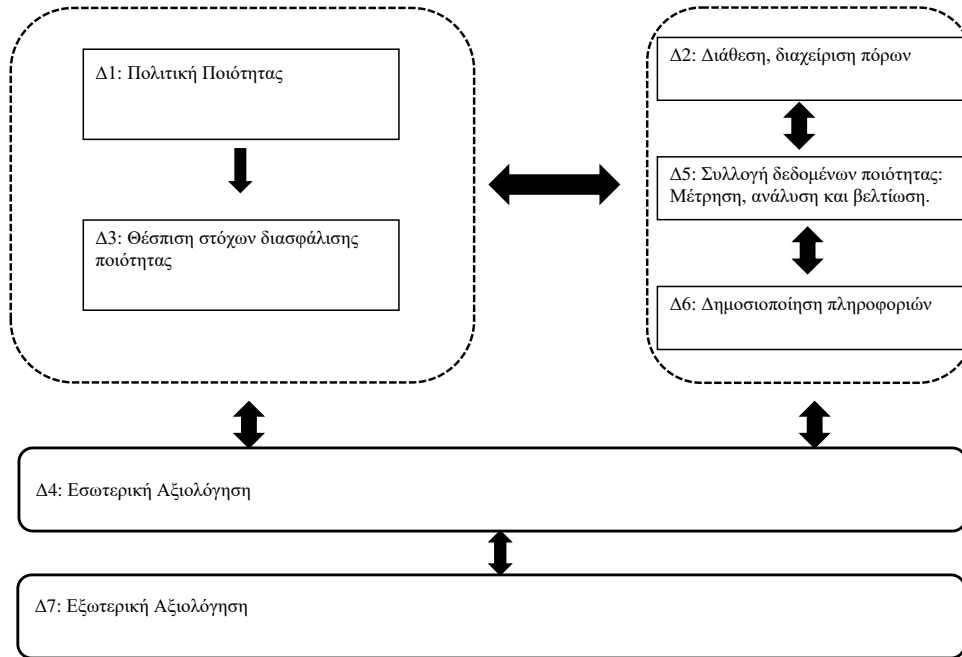 Δ1: Πολιτική Ποιότητας
Δ3: Θέσπιση στόχων διασφάλισης
ποιότητας
Δ2: Διάθεση, διαχείριση πόρων
Δ5: Συλλογή δεδομένων ποιότητας:
Μέτρηση, ανάλυση και βελτίωση.
Δ6: Δημοσιοποίηση πληροφοριών
Δ4: Εσωτερική Αξιολόγηση
Δ7: Εξωτερική Αξιολόγηση